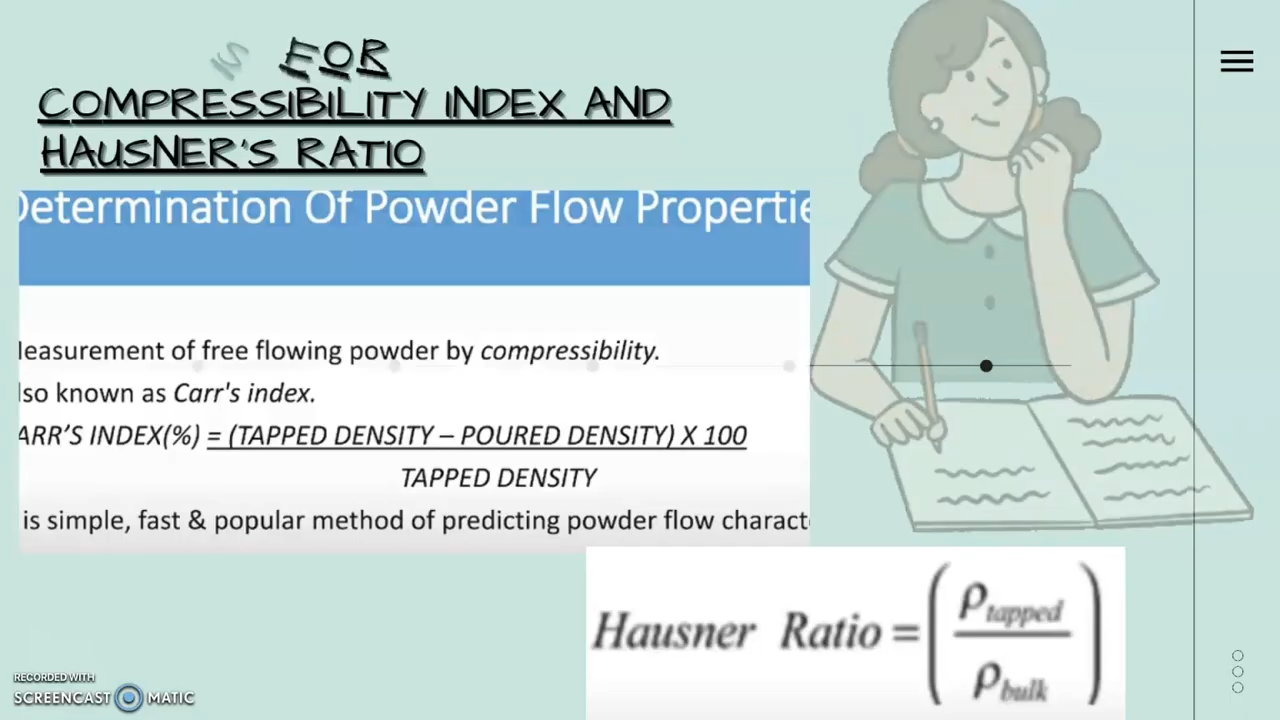 IS FOR
COMPRESSIBILITY INDEX AND
HAUSNER'S RATIO
Determination Of Powder Flow Propertie
leasurement of free flowing powder by compressibility.
lso known as Carr's index.
ARR'S INDEX(%) = (TAPPED DENSITY – POURED DENSITY) X 100
TAPPED DENSITY
is simple, fast & popular method of predicting powder flow charact
Hausner Ratio = (ρtapped / ρbulk)
RECORDED WITH
SCREENCAST MATIC